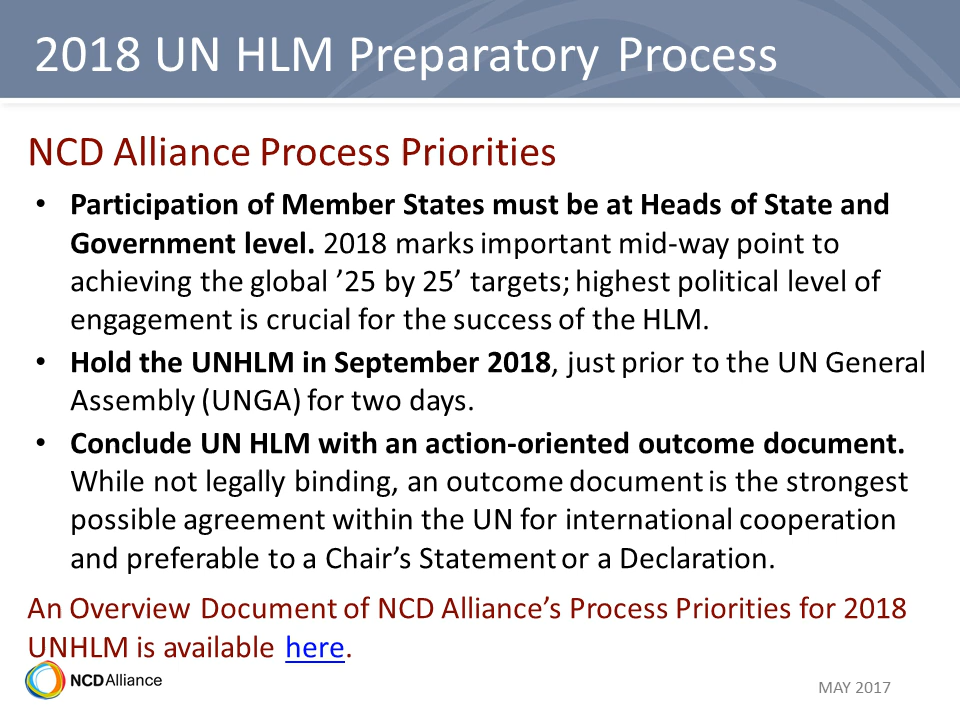 2018 UN HLM Preparatory Process
NCD Alliance Process Priorities
• Participation of Member States must be at Heads of State and
Government level. 2018 marks important mid-way point to
achieving the global ’25 by 25’ targets; highest political level of
engagement is crucial for the success of the HLM.
• Hold the UNHLM in September 2018, just prior to the UN General
Assembly (UNGA) for two days.
• Conclude UN HLM with an action-oriented outcome document.
While not legally binding, an outcome document is the strongest
possible agreement within the UN for international cooperation
and preferable to a Chair’s Statement or a Declaration.
An Overview Document of NCD Alliance’s Process Priorities for 2018
UNHLM is available here.
NCD Alliance
MAY 2017